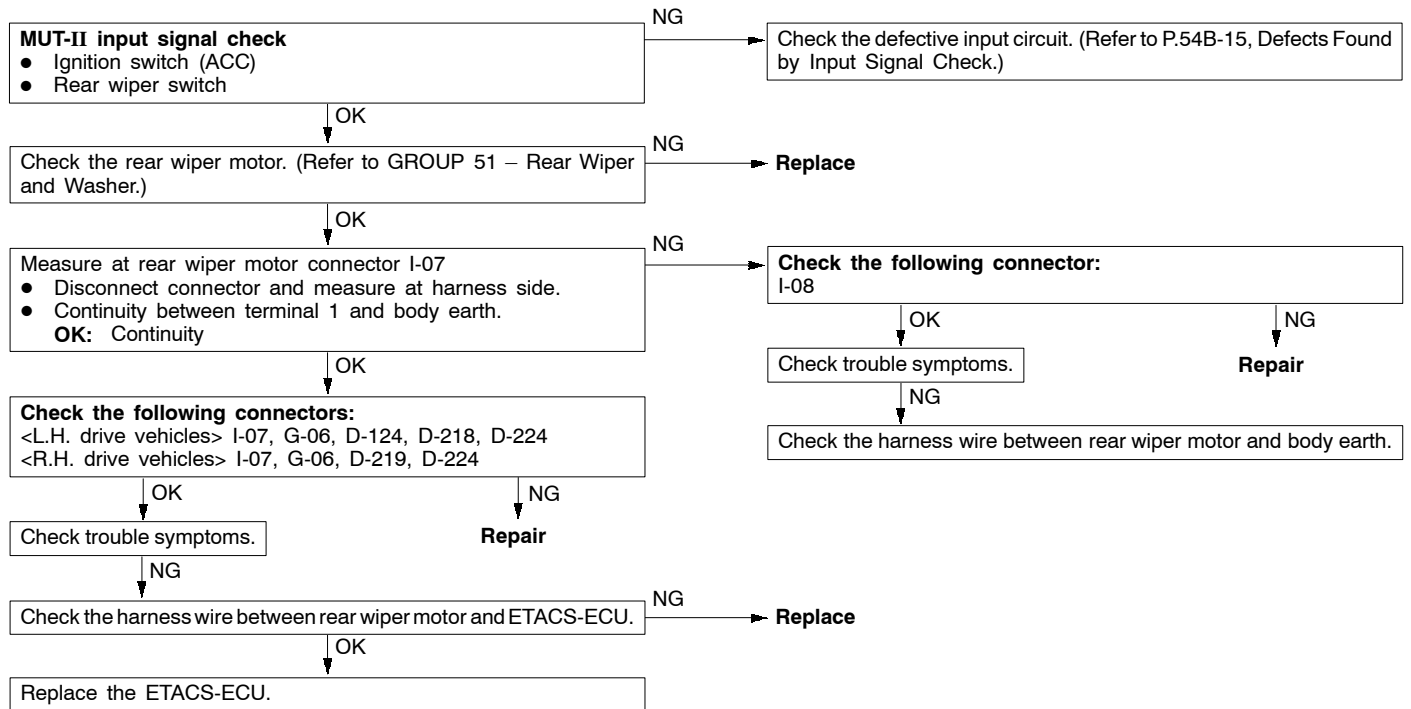 MUT-II input signal check
● Ignition switch (ACC)
● Rear wiper switch
NG
Check the defective input circuit. (Refer to P.54B-15, Defects Found
by Input Signal Check.)
OK
Check the rear wiper motor. (Refer to GROUP 51 – Rear Wiper
and Washer.)
NG
Replace
OK
Measure at rear wiper motor connector I-07
● Disconnect connector and measure at harness side.
● Continuity between terminal 1 and body earth.
OK: Continuity
NG
Check the following connector:
I-08
OK
NG
Check trouble symptoms.
Repair
NG
Check the harness wire between rear wiper motor and body earth.
OK
Check the following connectors:
<L.H. drive vehicles> I-07, G-06, D-124, D-218, D-224
<R.H. drive vehicles> I-07, G-06, D-219, D-224
OK
NG
Check trouble symptoms.
Repair
NG
Check the harness wire between rear wiper motor and ETACS-ECU.
NG
Replace
OK
Replace the ETACS-ECU.